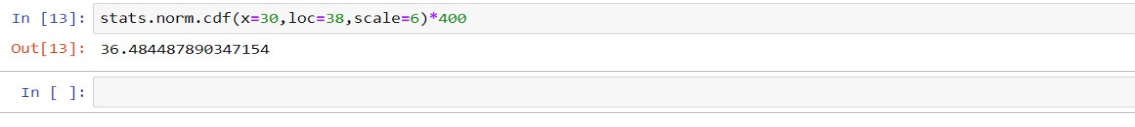 In [13]: stats.norm.cdf(x=30,loc=38,scale=6)*400
Out[13]: 36.484487890347154
In [ ]: